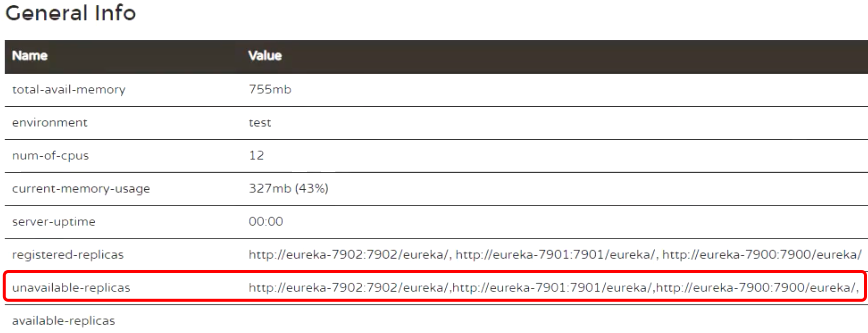 General Info
Name Value
total-avail-memory 755mb
environment test
num-of-cpus 12
current-memory-usage 327mb (43%)
server-uptime 00:00
registered-replicas http://eureka-7902:7902/eureka/, http://eureka-7901:7901/eureka/, http://eureka-7900:7900/eureka/
unavailable-replicas http://eureka-7902:7902/eureka/,http://eureka-7901:7901/eureka/,http://eureka-7900:7900/eureka/,
available-replicas